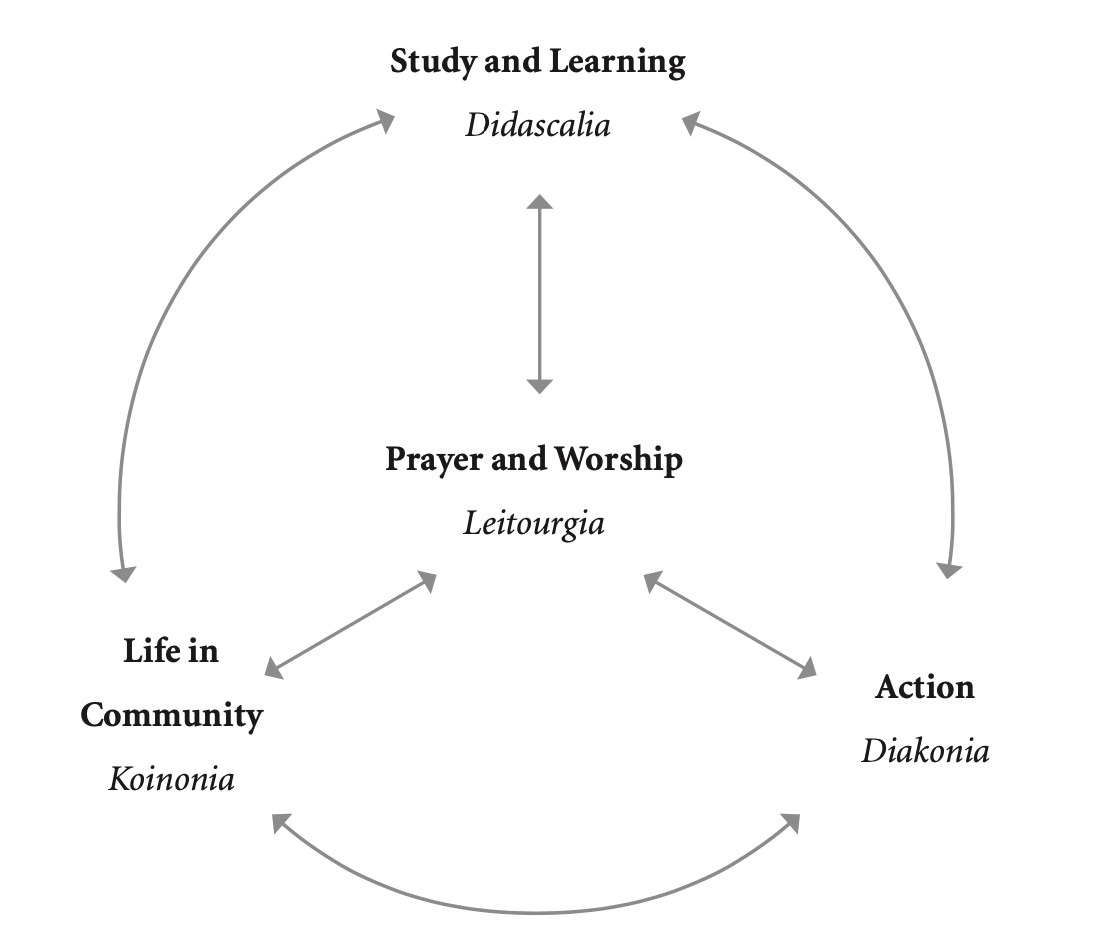 Study and Learning
Didascalia
Prayer and Worship
Leitourgia
Life in
Community
Koinonia
Action
Diakonia